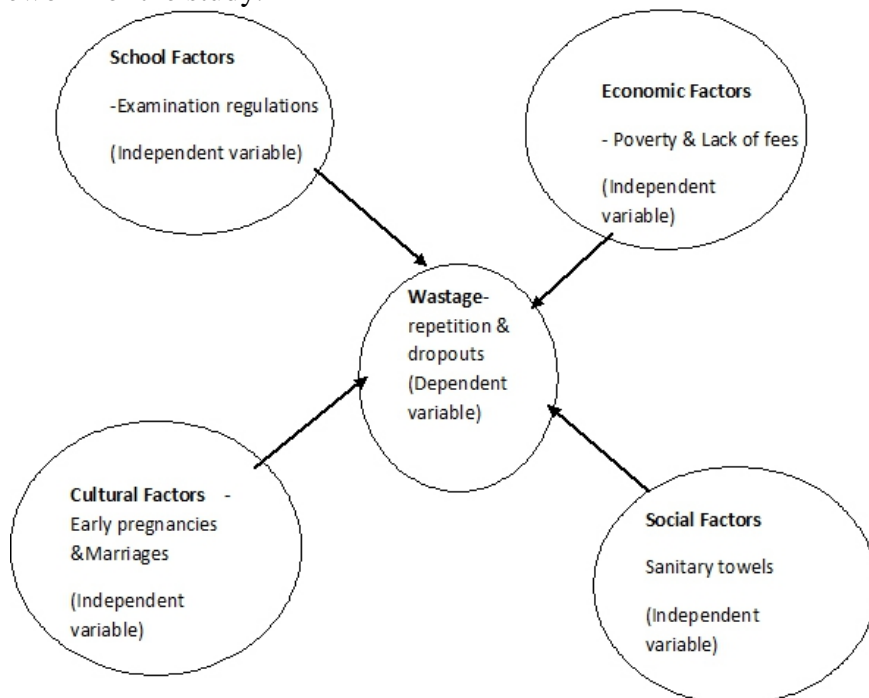 School Factors
-Examination regulations
(Independent variable)
Economic Factors
- Poverty & Lack of fees
(Independent
variable)
Wastage-
repetition &
dropouts
(Dependent
variable)
Cultural Factors -
Early pregnancies
&Marriages
(Independent
variable)
Social Factors
Sanitary towels
(Independent
variable)